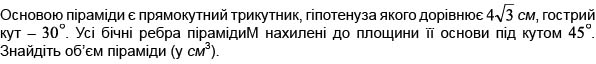 Основою піраміди є прямокутний трикутник, гіпотенуза якого дорівнює 4√3 см, гострий
кут – 30°. Усі бічні ребра пірамідиМ нахилені до площини її основи під кутом 45°.
Знайдіть об’єм піраміди (у см³).